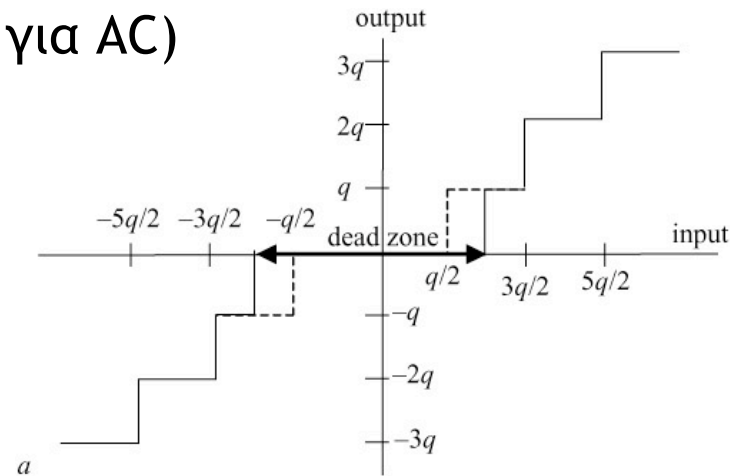 για AC)
output
3q
2q
q
−5q/2 −3q/2 −q/2
dead zone
input
q/2
3q/2 5q/2
−q
−2q
−3q
a